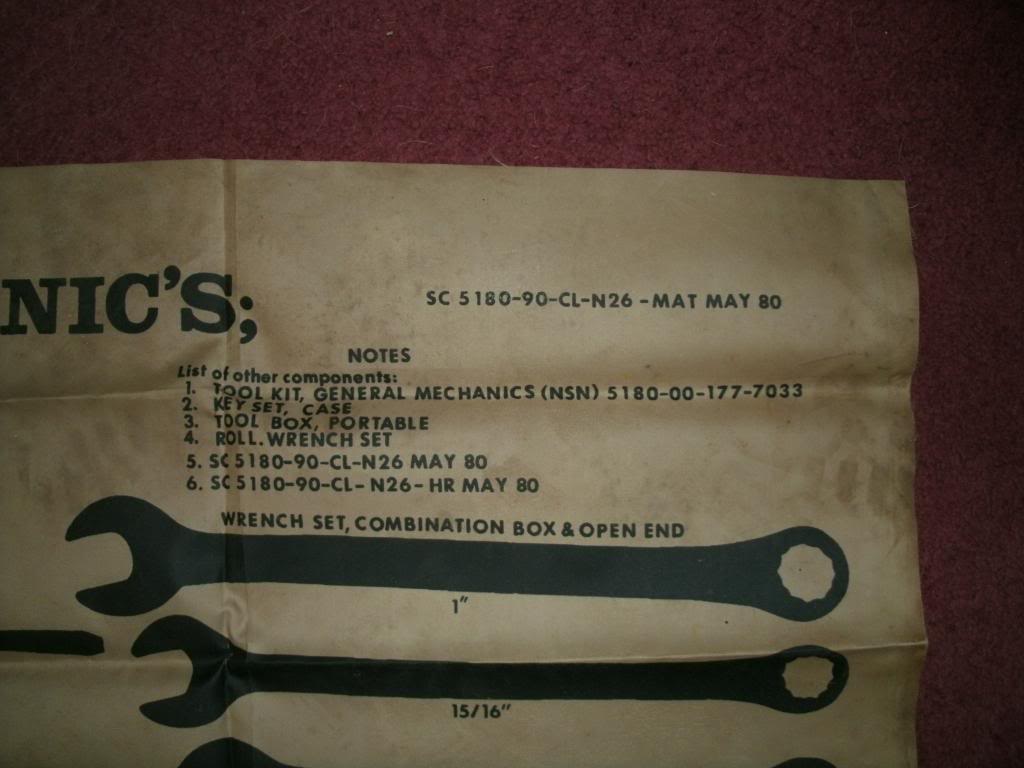 NIC'S;
SC 5180-90-CL-N26 -MAT MAY 80
NOTES
List of other components:
1. TOOL KIT, GENERAL MECHANICS (NSN) 5180-00-177-7033
2. KEY SET, CASE
3. TOOL BOX, PORTABLE
4. ROLL. WRENCH SET
5. SC 5180-90-CL-N26 MAY 80
6. SC 5180-90-CL-N26-HR MAY 80
WRENCH SET, COMBINATION BOX & OPEN END
1"
15/16"